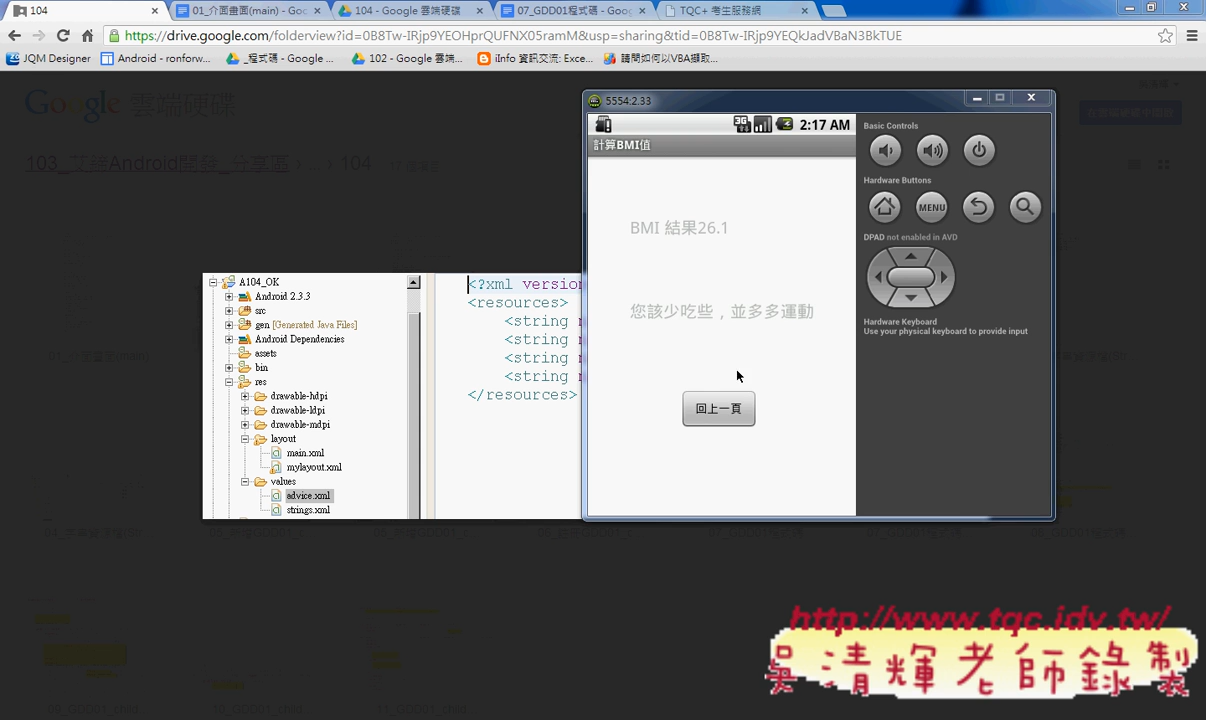 104
01_介面畫面(main) - Goo
104 - Google 雲端硬碟
07_GDD01程式碼 - Goog
TQC+ 考生服務網
https://drive.google.com/folderview?id=0B8Tw-IRjp9YEOHprQUFNX05ramM&usp=sharing&tid=0B8Tw-IRjp9YEQkJadVBaN3BkTUE
JQM Designer
Android - ronforw...
_程式碼 - Google ...
102 - Google 雲端...
iInfo 資訊交流: Exce...
請問如何以VBA擷取...
Google 雲端硬碟
103_艾鍗Android開發_分享區 › ... › 104
5554:2.33
3G
2:17 AM
計算BMI值
BMI 結果26.1
您該少吃些，並多多運動
回上一頁
Basic Controls
Hardware Buttons
MENU
DPAD not enabled in AVD
Hardware Keyboard
Use your physical keyboard to provide input
A104_OK
Android 2.3.3
src
gen [Generated Java Files]
Android Dependencies
assets
bin
res
drawable-hdpi
drawable-ldpi
drawable-mdpi
layout
main.xml
mylayout.xml
values
advice.xml
strings.xml
<?xml version
<resources>
<string n
<string n
<string n
<string n
</resources>
http://www.tqc.idv.tw/
吳清輝老師錄製